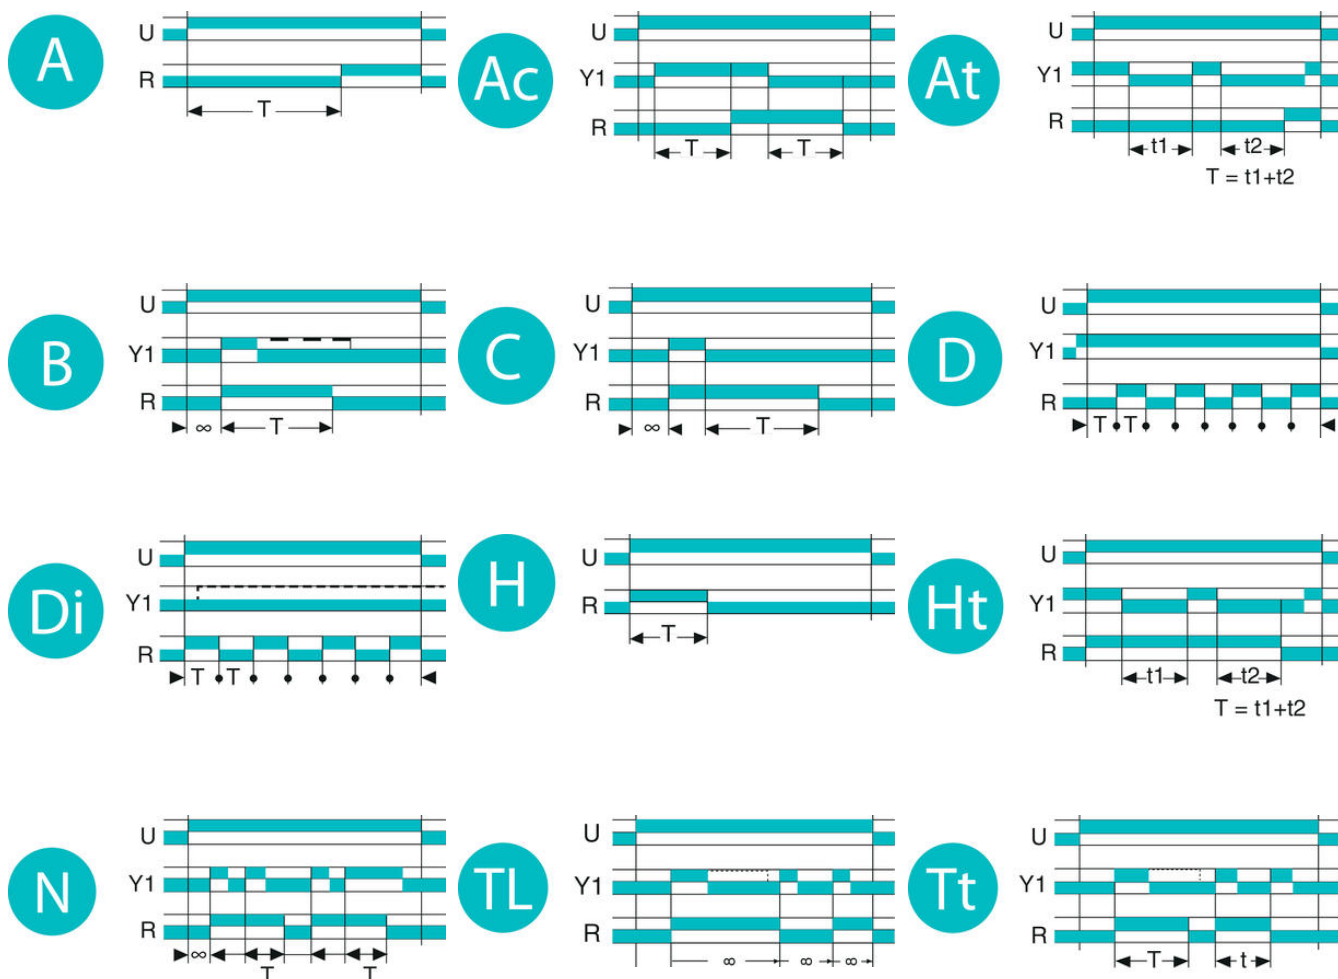 A
U
R
T
Ac
U
Y1
R
T T
At
U
Y1
R
t1 t2
T = t1+t2
B
U
Y1
R
∞ T
C
U
Y1
R
∞ T
D
U
Y1
R
T T
Di
U
Y1
R
T T
H
U
R
T
Ht
U
Y1
R
t1 t2
T = t1+t2
N
U
Y1
R
∞
T T
TL
U
Y1
R
∞ ∞ ∞
Tt
U
Y1
R
T t